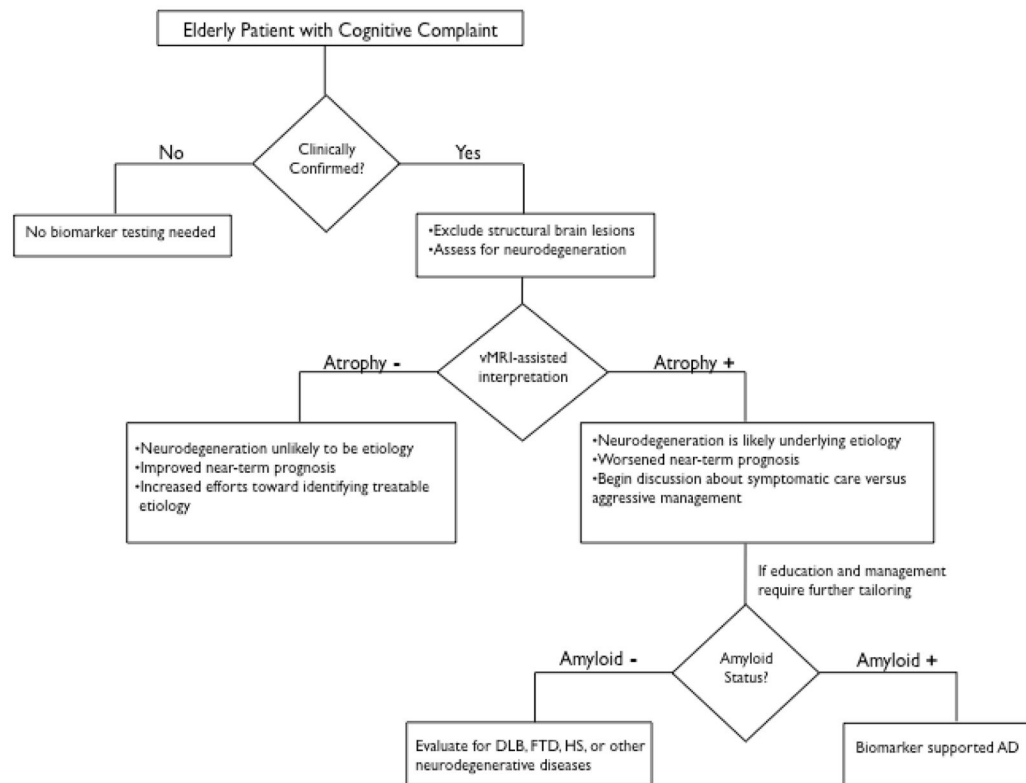 Elderly Patient with Cognitive Complaint
Clinically
Confirmed?
No
Yes
No biomarker testing needed
•Exclude structural brain lesions
•Assess for neurodegeneration
vMRI-assisted
interpretation
Atrophy -
Atrophy +
•Neurodegeneration unlikely to be etiology
•Improved near-term prognosis
•Increased efforts toward identifying treatable
etiology
•Neurodegeneration is likely underlying etiology
•Worsened near-term prognosis
•Begin discussion about symptomatic care versus
aggressive management
If education and management
require further tailoring
Amyloid
Status?
Amyloid -
Amyloid +
Evaluate for DLB, FTD, HS, or other
neurodegenerative diseases
Biomarker supported AD